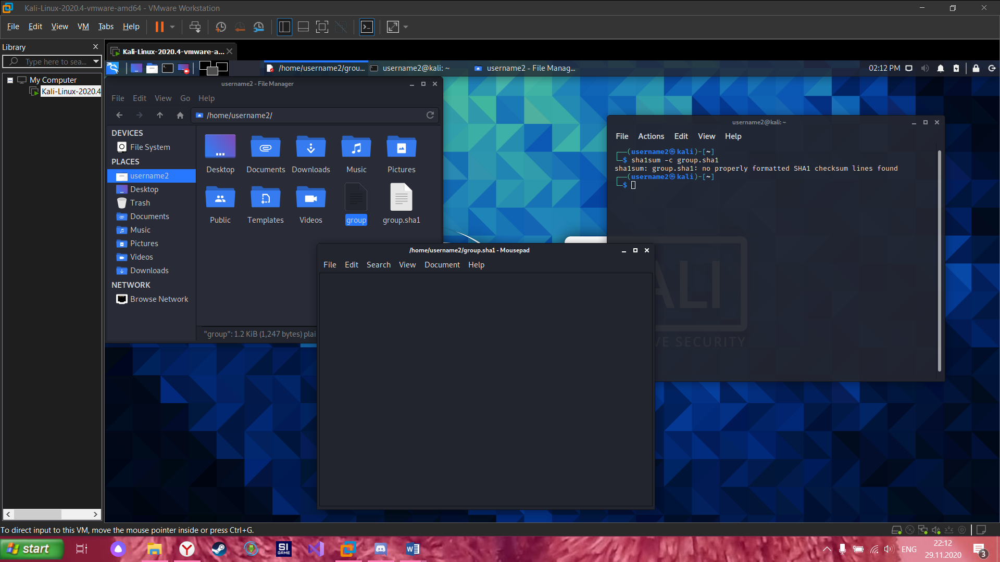 Kali-Linux-2020.4-vmware-amd64 - VMware Workstation
File Edit View VM Tabs Help
Library
Type here to sea...
My Computer
Kali-Linux-2020.4
Kali-Linux-2020.4-vmware-a...
/home/username2/grou...
username2@kali: ~
username2 - File Manag...
02:12 PM
username2 - File Manager
File Edit View Go Help
/home/username2/
DEVICES
File System
PLACES
username2
Desktop
Trash
Documents
Music
Pictures
Videos
Downloads
NETWORK
Browse Network
Desktop Documents Downloads Music Pictures
Public Templates Videos group group.sha1
"group": 1.2 KiB (1,247 bytes) plai
username2@kali: ~
File Actions Edit View Help
┌──(username2㉿kali)-[~]
└─$ sha1sum -c group.sha1
sha1sum: group.sha1: no properly formatted SHA1 checksum lines found
┌──(username2㉿kali)-[~]
└─$
ALI
VE SECURITY
/home/username2/group.sha1 - Mousepad
File Edit Search View Document Help
To direct input to this VM, move the mouse pointer inside or press Ctrl+G.
start
SI
GAME
ENG
22:12
29.11.2020
3